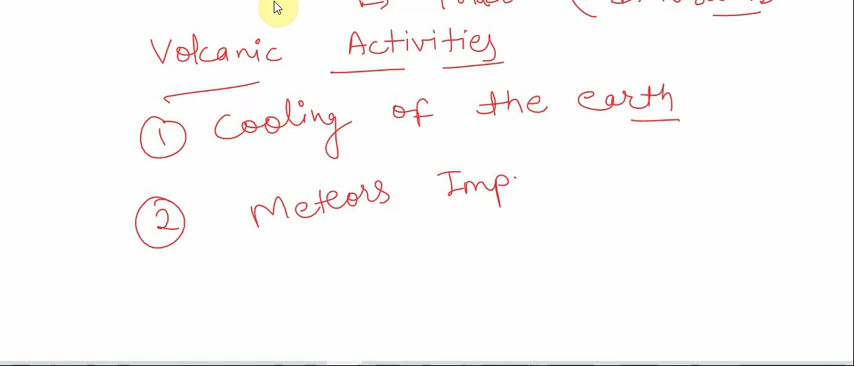 Volcanic Activities
① Cooling of the earth
② Meteors Imp.